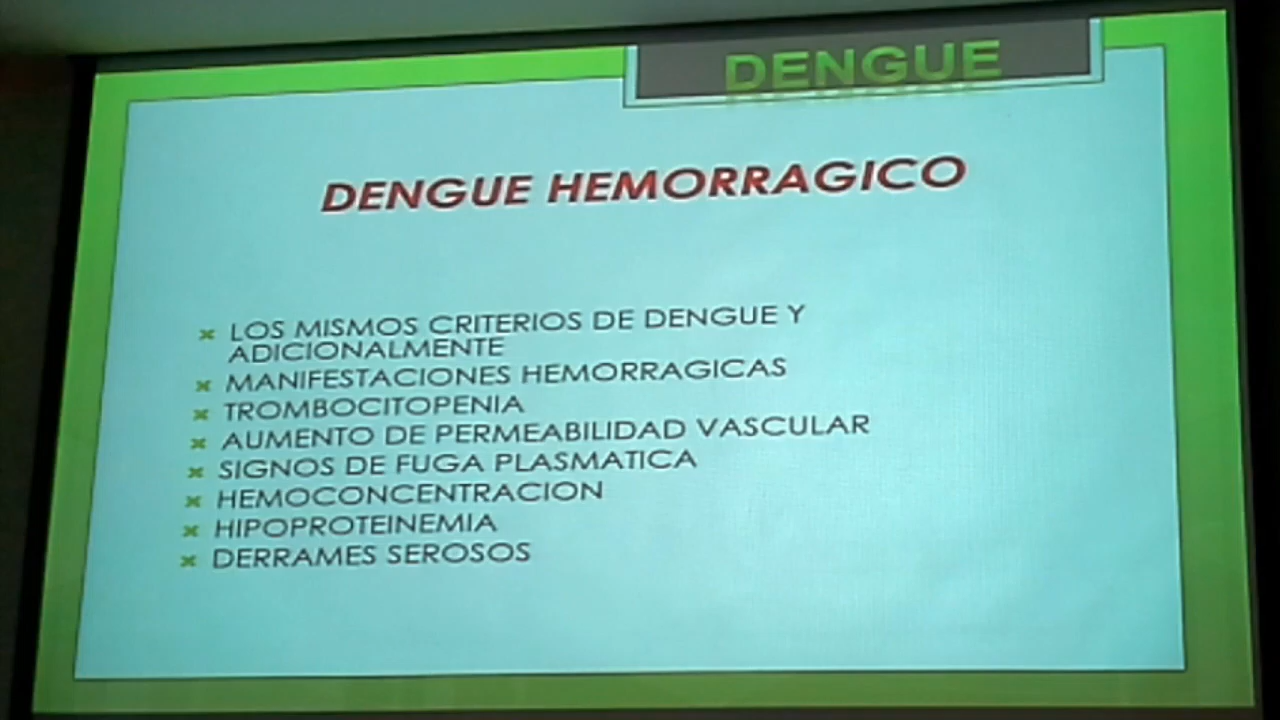 DENGUE
DENGUE HEMORRAGICO
LOS MISMOS CRITERIOS DE DENGUE Y
ADICIONALMENTE
MANIFESTACIONES HEMORRAGICAS
TROMBOCITOPENIA
AUMENTO DE PERMEABILIDAD VASCULAR
SIGNOS DE FUGA PLASMATICA
HEMOCONCENTRACION
HIPOPROTEINEMIA
DERRAMES SEROSOS